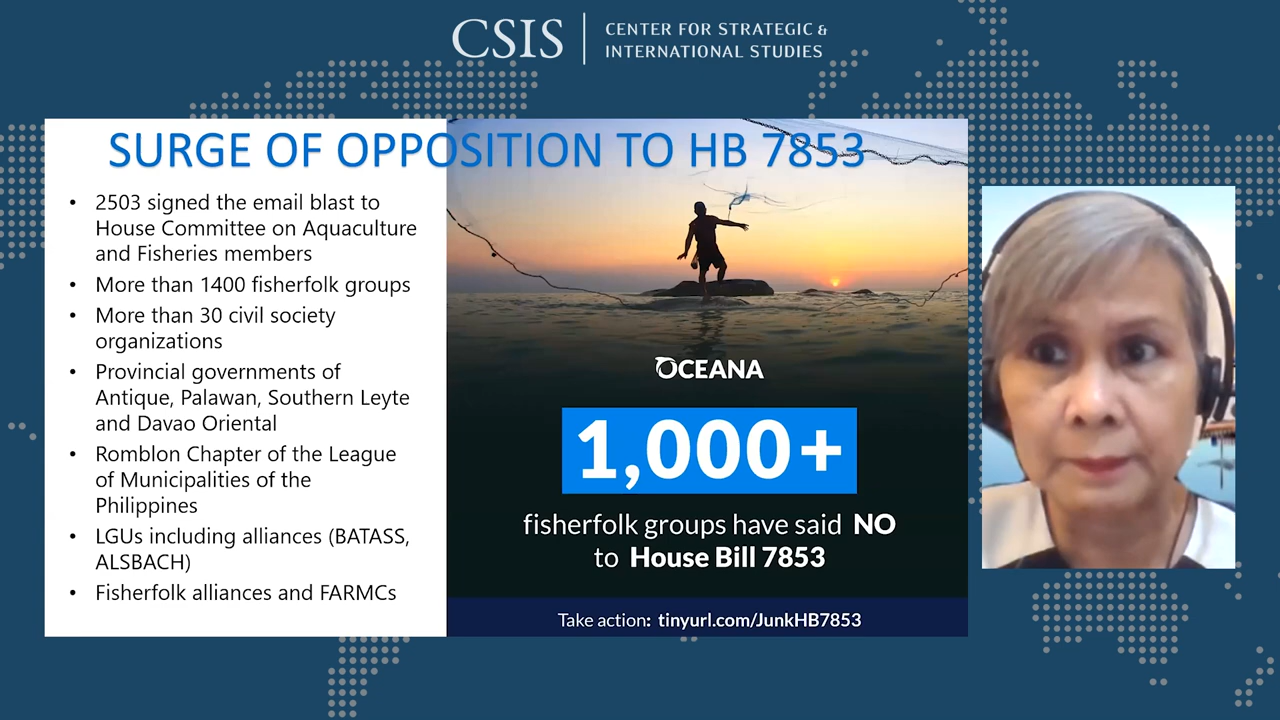 CSIS
CENTER FOR STRATEGIC &
INTERNATIONAL STUDIES
SURGE OF OPPOSITION TO HB 7853
• 2503 signed the email blast to
House Committee on Aquaculture
and Fisheries members
• More than 1400 fisherfolk groups
• More than 30 civil society
organizations
• Provincial governments of
Antique, Palawan, Southern Leyte
and Davao Oriental
• Romblon Chapter of the League
of Municipalities of the
Philippines
• LGUs including alliances (BATASS,
ALSBACH)
• Fisherfolk alliances and FARMCs
OCEANA
1,000+
fisherfolk groups have said NO
to House Bill 7853
Take action: tinyurl.com/JunkHB7853